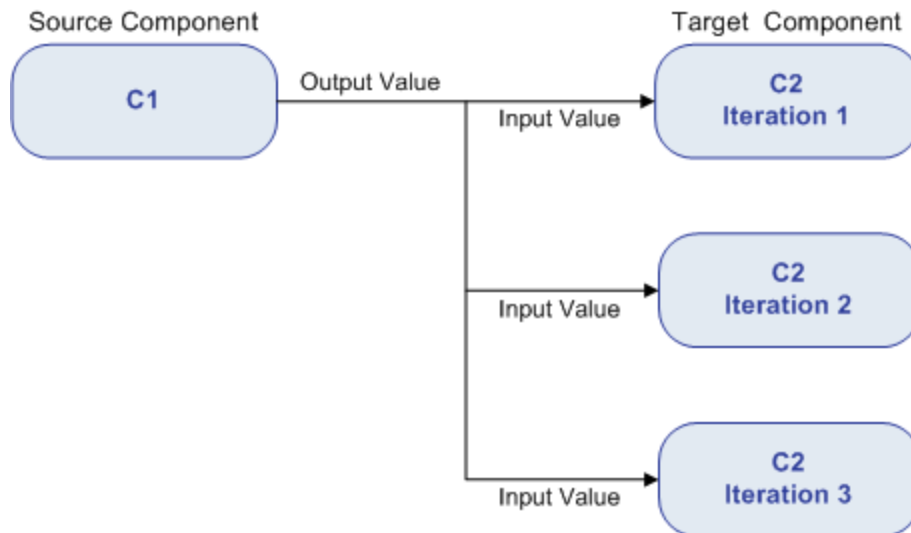 Source Component
Target Component
C1
Output Value
Input Value
C2
Iteration 1
Input Value
C2
Iteration 2
Input Value
C2
Iteration 3